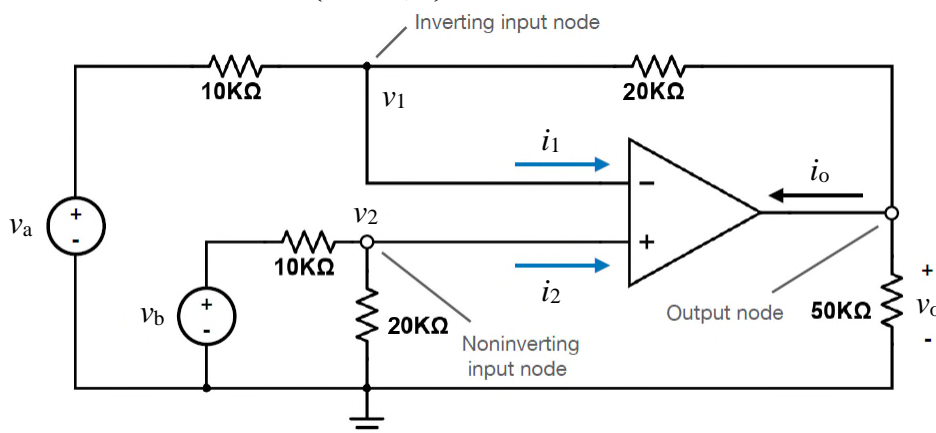 Inverting input node
10KΩ
v1
20KΩ
i1
io
va
+
-
v2
−
+
10KΩ
i2
vb
+
-
20KΩ
Noninverting
input node
Output node
50KΩ
+
vo
-